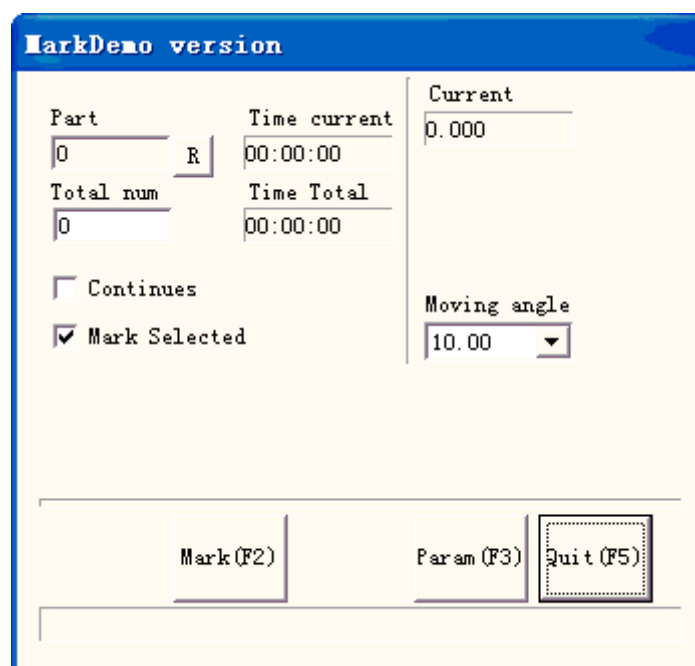 MarkDemo version
Part
Time current
0
R
00:00:00
Total num
Time Total
0
00:00:00
Continues
Mark Selected
Current
0.000
Moving angle
10.00
Mark(F2)
Param(F3)
Quit(F5)